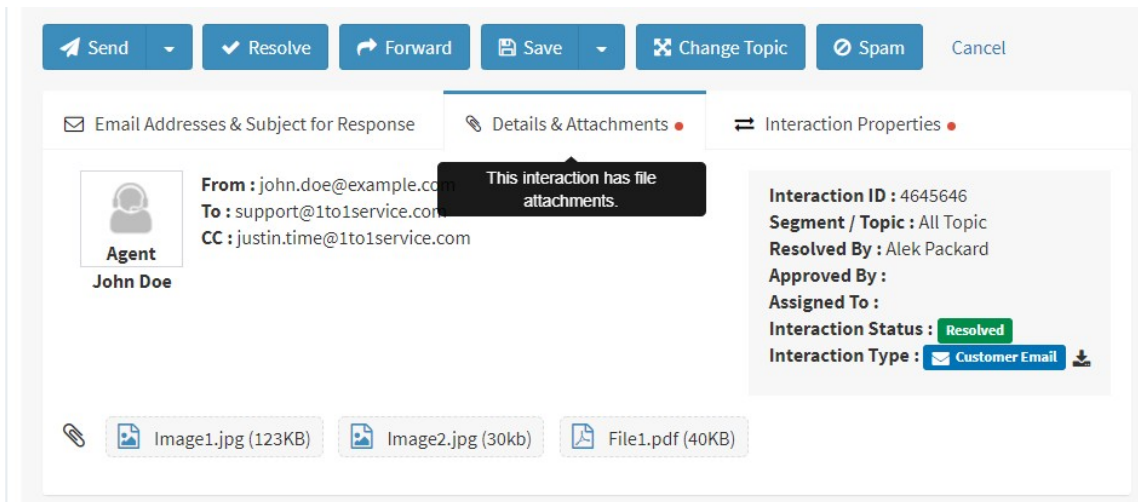 Send Resolve Forward Save Change Topic Spam Cancel
Email Addresses & Subject for Response Details & Attachments Interaction Properties
This interaction has file
attachments.
Agent
John Doe
From : john.doe@example.com
To : support@1to1service.com
CC : justin.time@1to1service.com
Interaction ID : 4645646
Segment / Topic : All Topic
Resolved By : Alek Packard
Approved By :
Assigned To :
Interaction Status : Resolved
Interaction Type : Customer Email
Image1.jpg (123KB) Image2.jpg (30kb) File1.pdf (40KB)